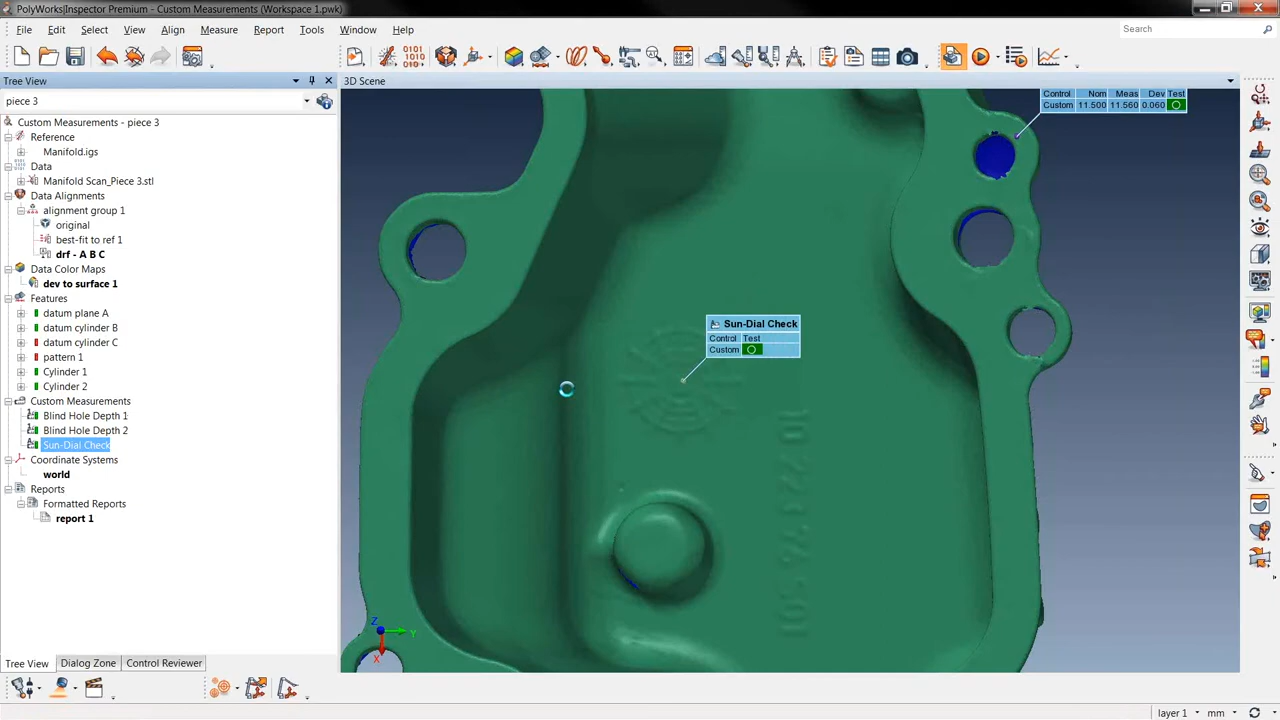 PolyWorks|Inspector Premium - Custom Measurements (Workspace 1.pwk)
File Edit Select View Align Measure Report Tools Window Help
Search
Tree View
3D Scene
piece 3
Custom Measurements - piece 3
Reference
Manifold.igs
Data
Manifold Scan_Piece 3.stl
Data Alignments
alignment group 1
original
best-fit to ref 1
drf - A B C
Data Color Maps
dev to surface 1
Features
datum plane A
datum cylinder B
datum cylinder C
pattern 1
Cylinder 1
Cylinder 2
Custom Measurements
Blind Hole Depth 1
Blind Hole Depth 2
Sun-Dial Check
Coordinate Systems
world
Reports
Formatted Reports
report 1
Control Nom Meas Dev Test
Custom 11.500 11.560 0.060
Sun-Dial Check
Control Test
Custom
Z
Y
X
Tree View Dialog Zone Control Reviewer
layer 1 mm